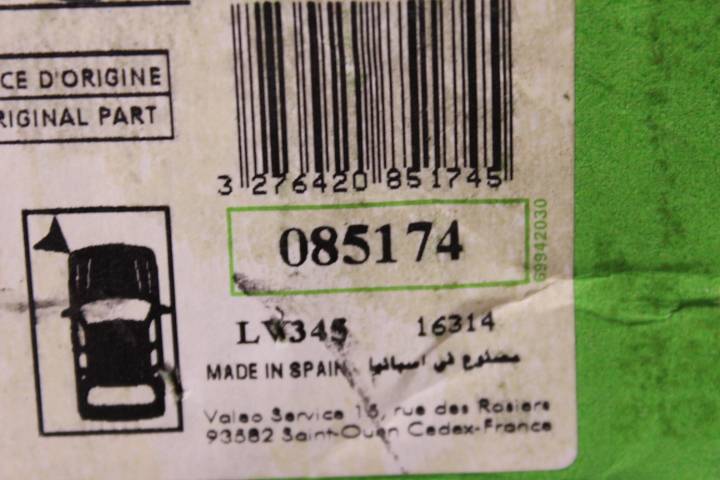 CE D'ORIGINE
RIGINAL PART
3 276420 851745
085174
69942030
LW345 16314
MADE IN SPAIN مصنوع في اسبانيا
Valeo Service 15, rue des Rosiers
93582 Saint-Ouen Cedex-France